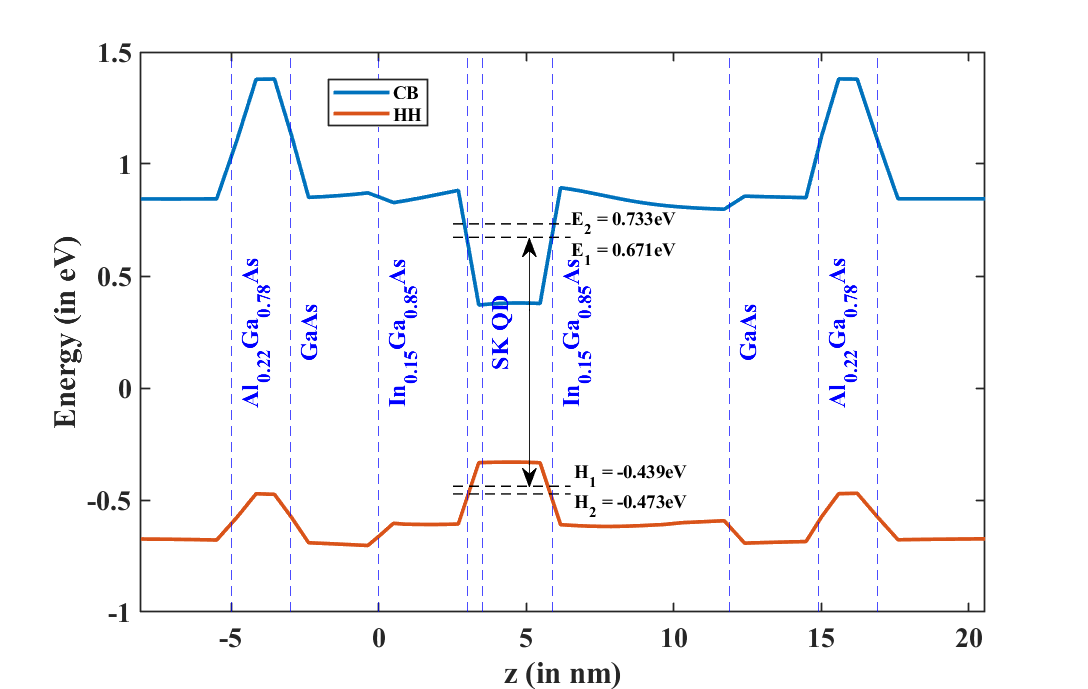 1.5
1
0.5
0
-0.5
-1
Energy (in eV)
CB
HH
Al0.22Ga0.78As
GaAs
In0.15Ga0.85As
SK QD
In0.15Ga0.85As
GaAs
Al0.22Ga0.78As
E2 = 0.733eV
E1 = 0.671eV
H1 = -0.439eV
H2 = -0.473eV
-5 0 5 10 15 20
z (in nm)